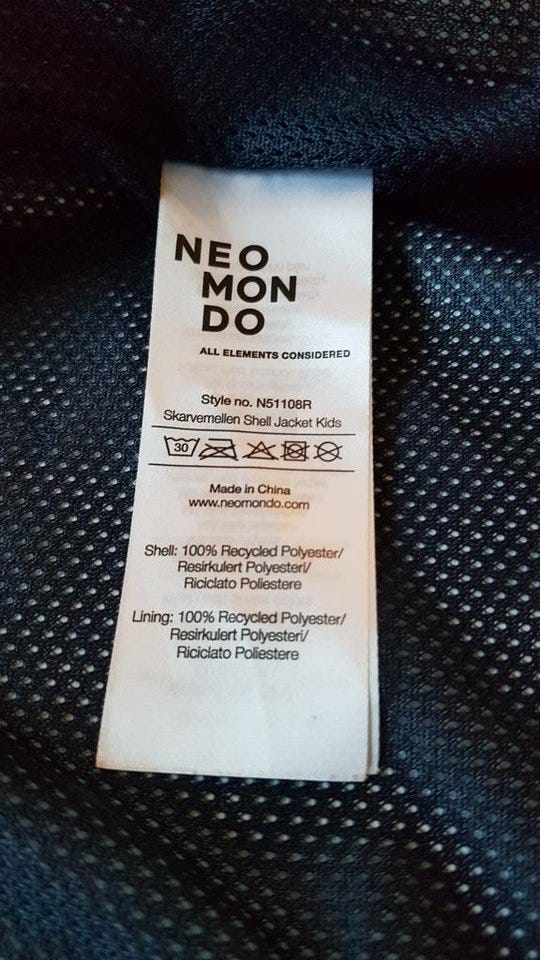 NEO
MON
DO
ALL ELEMENTS CONSIDERED
Style no. N51108R
Skarvemellen Shell Jacket Kids
30
Made in China
www.neomondo.com
Shell: 100% Recycled Polyester/
Resirkulert Polyesteri/
Riciclato Poliestere
Lining: 100% Recycled Polyester/
Resirkulert Polyesteri/
Riciclato Poliestere